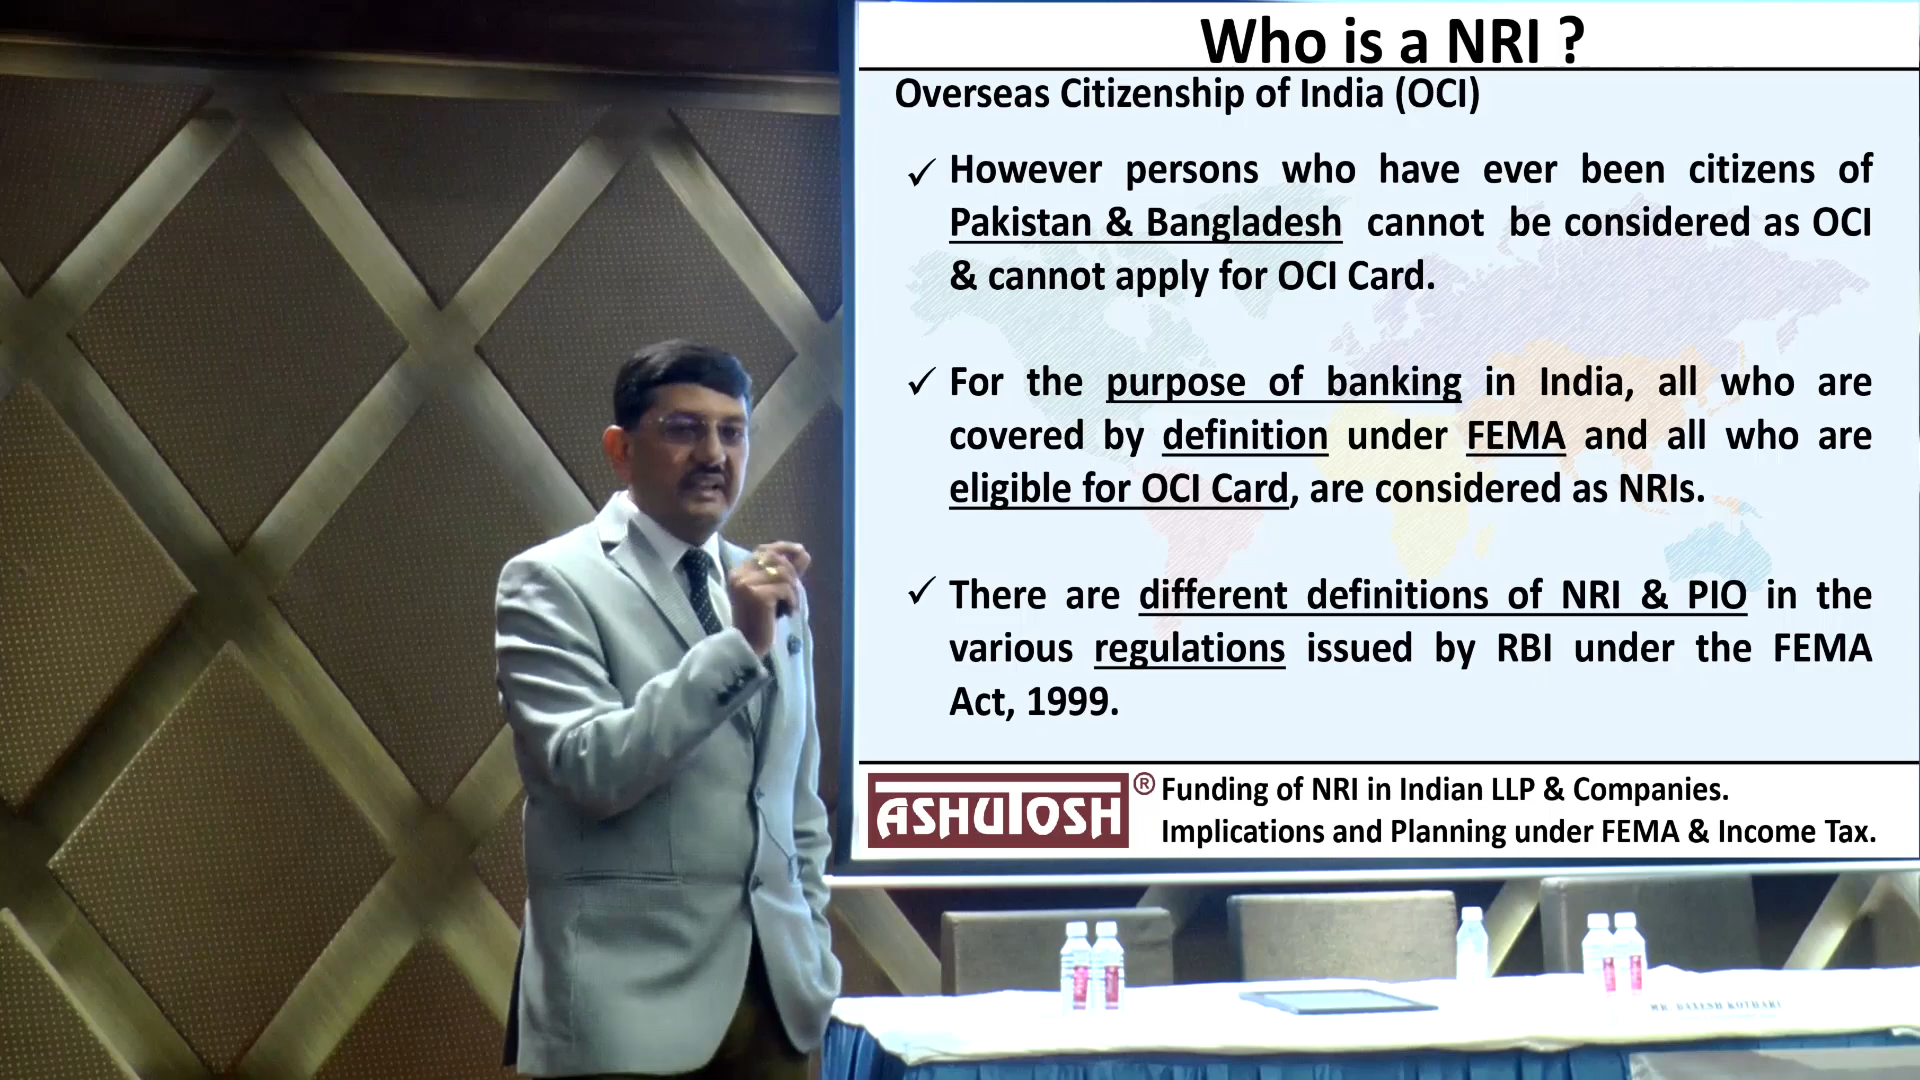 Who is a NRI ?
Overseas Citizenship of India (OCI)
✓ However persons who have ever been citizens of
Pakistan & Bangladesh cannot be considered as OCI
& cannot apply for OCI Card.
✓ For the purpose of banking in India, all who are
covered by definition under FEMA and all who are
eligible for OCI Card, are considered as NRIs.
✓ There are different definitions of NRI & PIO in the
various regulations issued by RBI under the FEMA
Act, 1999.
ASHUTOSH ®
Funding of NRI in Indian LLP & Companies.
Implications and Planning under FEMA & Income Tax.
MR. KOTHARI